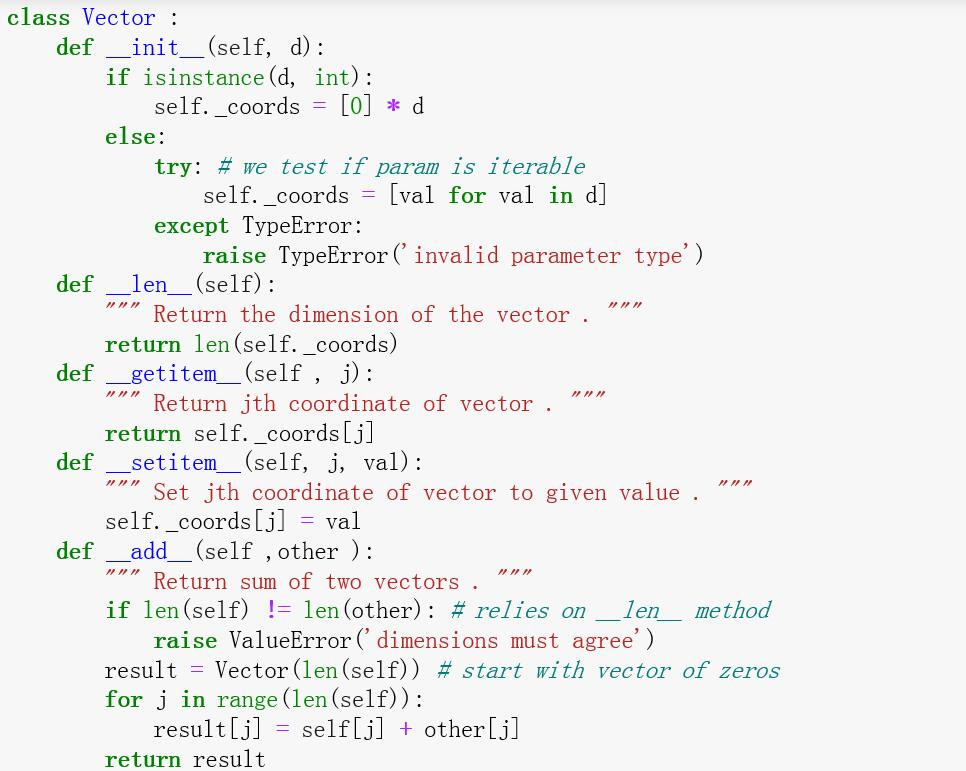 class Vector :
    def __init__(self, d):
        if isinstance(d, int):
            self._coords = [0] * d
        else:
            try: # we test if param is iterable
                self._coords = [val for val in d]
            except TypeError:
                raise TypeError('invalid parameter type')
    def __len__(self):
        """ Return the dimension of the vector . """
        return len(self._coords)
    def __getitem__(self , j):
        """ Return jth coordinate of vector . """
        return self._coords[j]
    def __setitem__(self, j, val):
        """ Set jth coordinate of vector to given value . """
        self._coords[j] = val
    def __add__(self ,other ):
        """ Return sum of two vectors . """
        if len(self) != len(other): # relies on __len__ method
            raise ValueError('dimensions must agree')
        result = Vector(len(self)) # start with vector of zeros
        for j in range(len(self)):
            result[j] = self[j] + other[j]
        return result